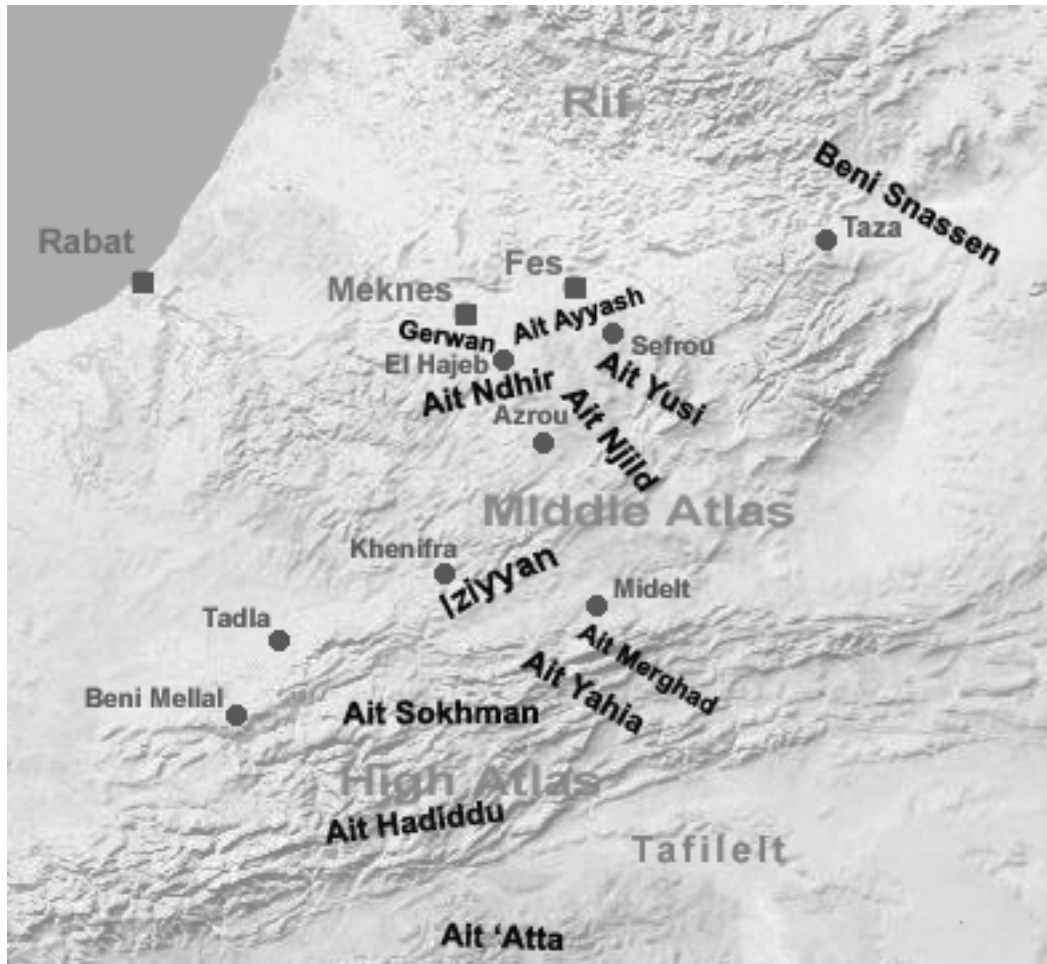 Rif
Beni Snassen
Taza
Rabat
Fes
Meknes
Ait Ayyash
Gerwan
Sefrou
El Hajeb
Ait Yusi
Ait Ndhir
Azrou
Ait Njild
Middle Atlas
Khenifra
Iziyyan
Midelt
Tadla
Ait Merghad
Ait Yahia
Beni Mellal
Ait Sokhman
High Atlas
Ait Hadiddu
Tafilelt
Ait ‘Atta